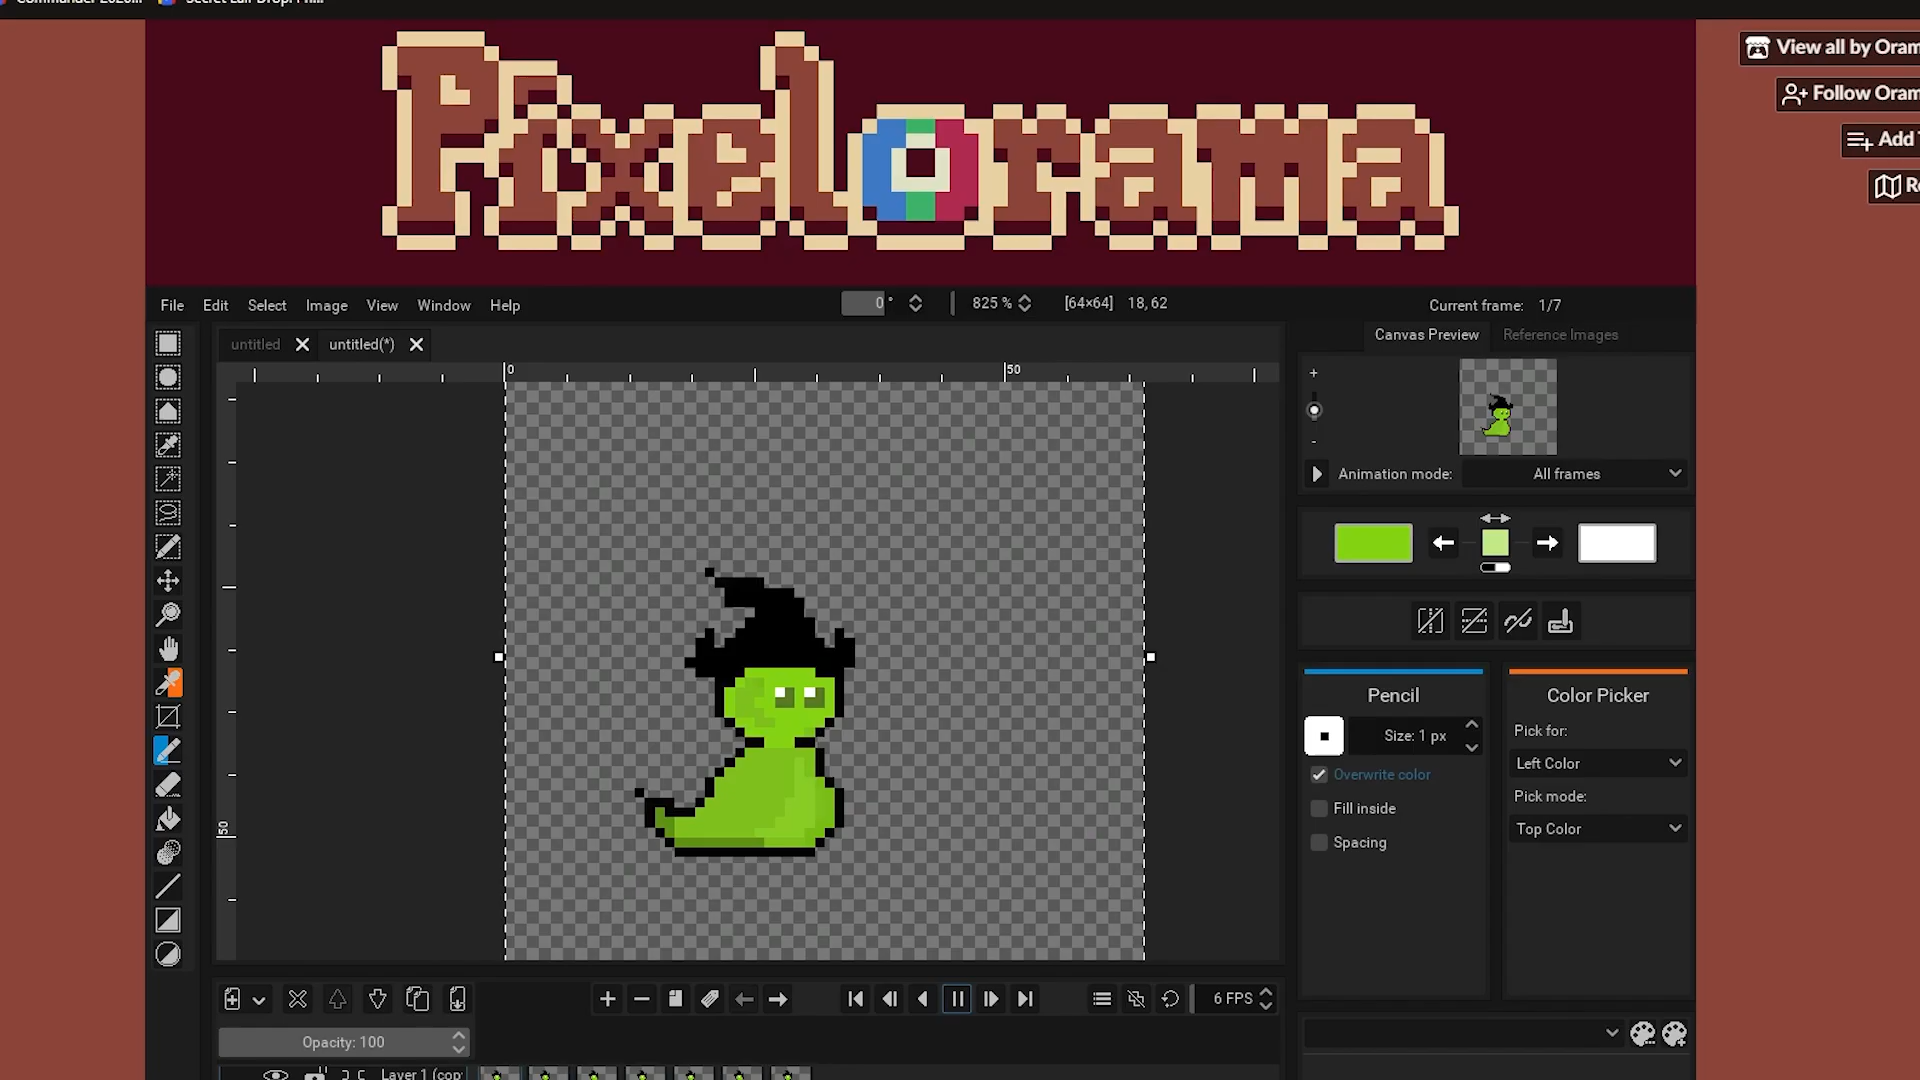 View all by Oram
Follow Oram
Add
Pixelorama
File Edit Select Image View Window Help
0 °
825 %
[64×64] 18, 62
Current frame: 1/7
untitled
untitled(*)
Canvas Preview
Reference Images
0
50
50
+
-
Animation mode:
All frames
Pencil
Size: 1 px
Overwrite color
Fill inside
Spacing
Color Picker
Pick for:
Left Color
Pick mode:
Top Color
6 FPS
Opacity: 100
Layer 1 (cop